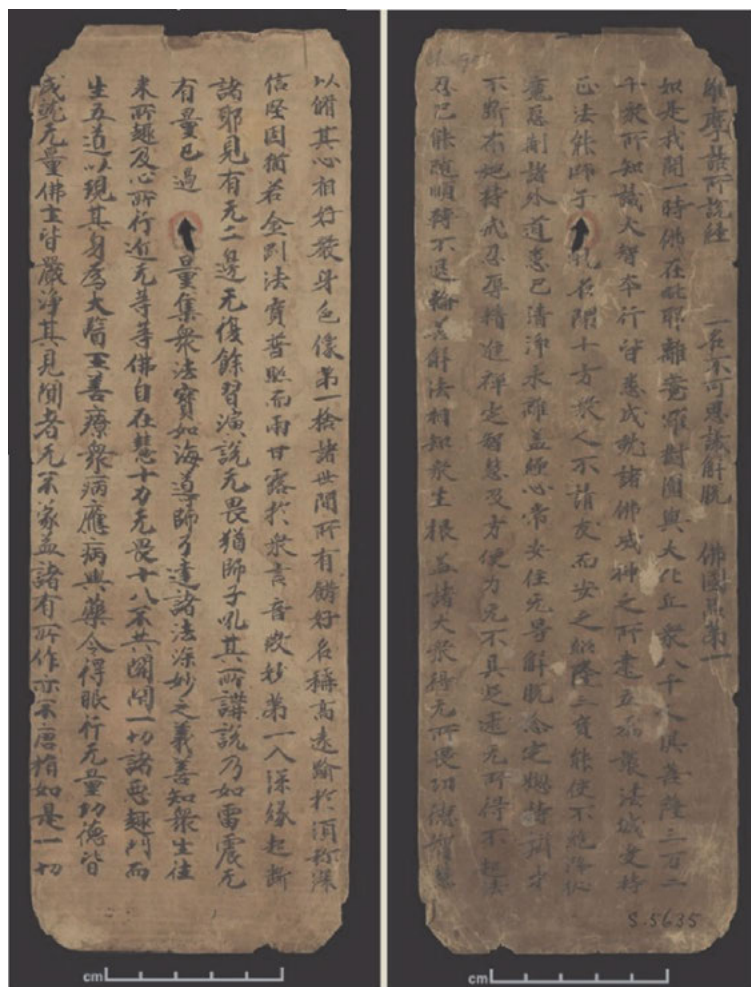 維摩詰所說經 一名不可思議解脫 佛國品第一
如是我聞一時佛在毗耶離菴羅樹園與大比丘衆八千人俱菩薩三万二
千衆所知識大智本行皆悉成就諸佛威神之所建立為護法城受持
正法能師子 吼名聞十方衆人不請友而安之紹隆三寶能使不絕降伏
魔怨制諸外道悉已清淨永離蓋纏心常安住无㝵解脫念定總持辯才
不斷布施持戒忍辱精進禪定智慧及方便力无不具足逮无所得不起法
忍已能隨順轉不退輪善解法相知衆生根蓋諸大衆得无所畏功德智慧
S.5635
cm
以脩其心相好嚴身色像第一捨諸世間所有餝好名稱高遠踰於須弥深
信堅固猶若金剛法寶普照而雨甘露於衆言音微妙第一入深緣起斷
諸耶見有无二邊无復餘習演說无畏猶師子吼其所講說乃如雷震无
有量已過 量集衆法寶如海導師了達諸法深妙之義善知衆生往
來所趣及心所行近无等等佛自在慧十力无畏十八不共關閉一切諸惡趣門而
生五道以現其身為大醫王善療衆病應病與藥令得服行无量功德皆
成就无量佛土皆嚴淨其見聞者无不蒙益諸有所作亦不唐捐如是一切
cm